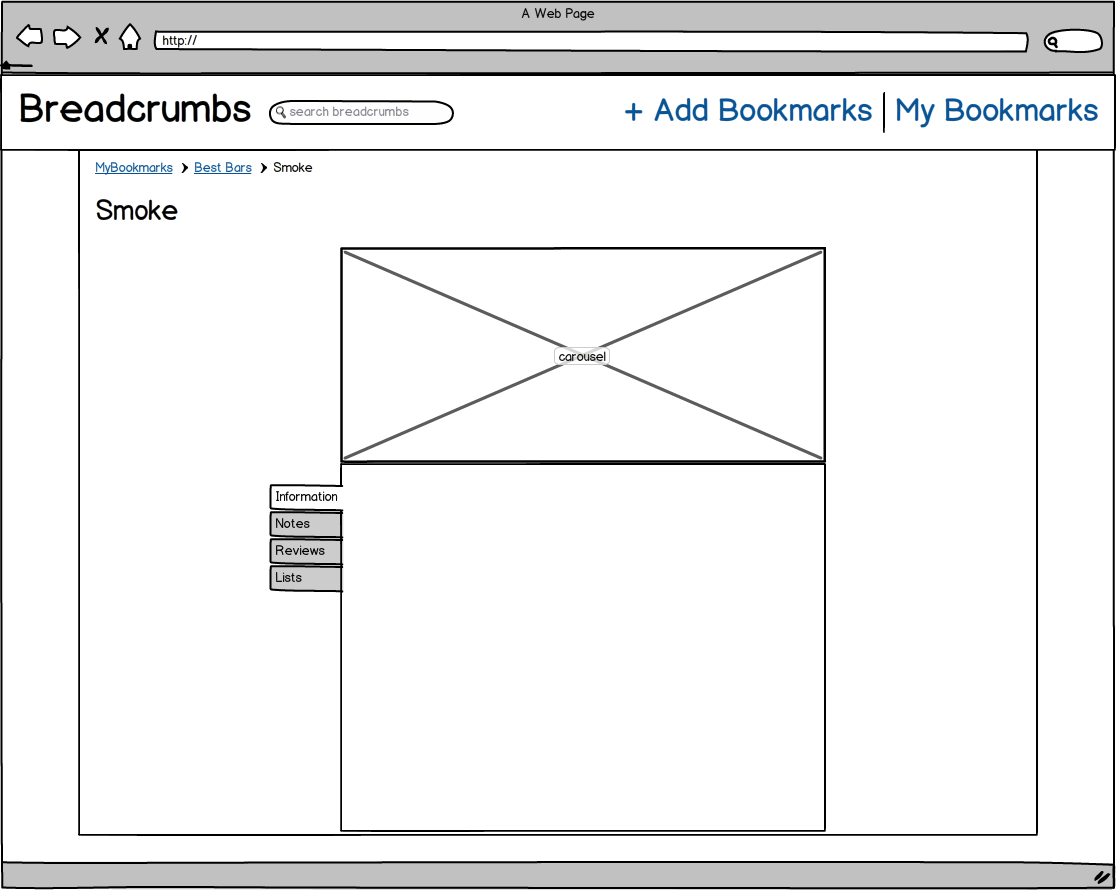 A Web Page
http://
Breadcrumbs
search breadcrumbs
+ Add Bookmarks
My Bookmarks
MyBookmarks
Best Bars
Smoke
Smoke
carousel
Information
Notes
Reviews
Lists